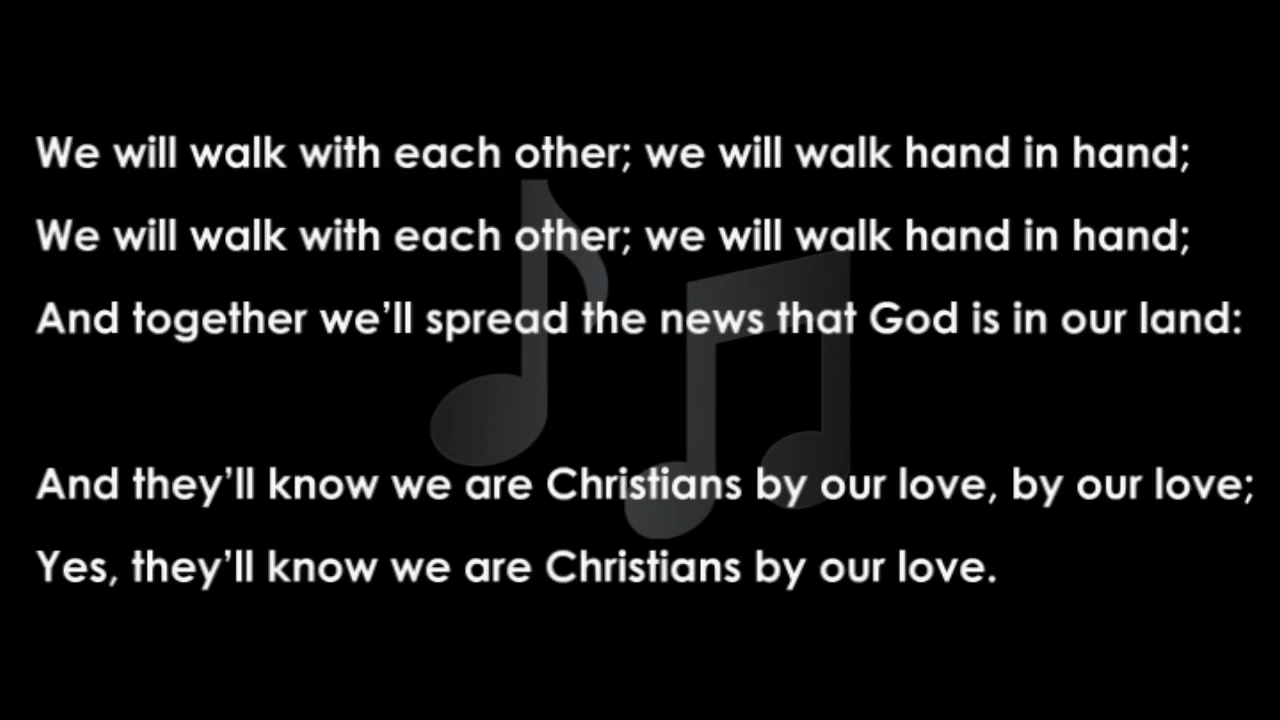 We will walk with each other; we will walk hand in hand;
We will walk with each other; we will walk hand in hand;
And together we’ll spread the news that God is in our land:
And they’ll know we are Christians by our love, by our love;
Yes, they’ll know we are Christians by our love.